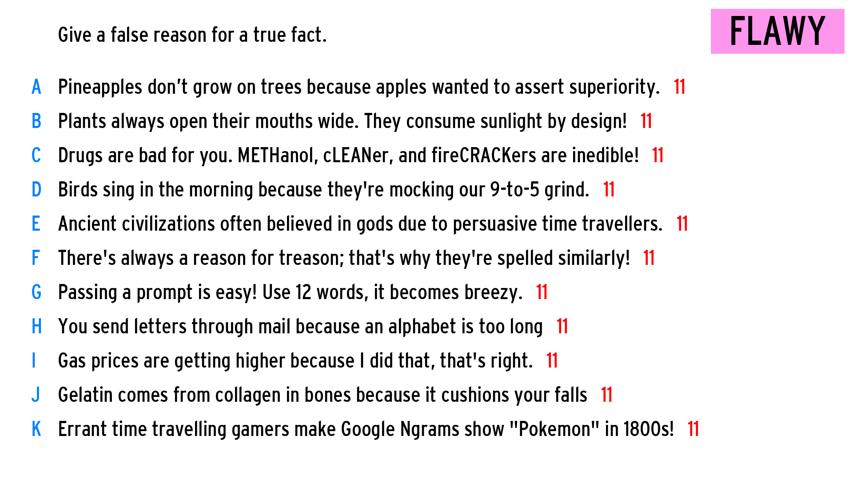 Give a false reason for a true fact.
FLAWY
A Pineapples don't grow on trees because apples wanted to assert superiority. 11
B Plants always open their mouths wide. They consume sunlight by design! 11
C Drugs are bad for you. METHanol, cLEANer, and fireCRACKers are inedible! 11
D Birds sing in the morning because they're mocking our 9-to-5 grind. 11
E Ancient civilizations often believed in gods due to persuasive time travellers. 11
F There's always a reason for treason; that's why they're spelled similarly! 11
G Passing a prompt is easy! Use 12 words, it becomes breezy. 11
H You send letters through mail because an alphabet is too long 11
I Gas prices are getting higher because I did that, that's right. 11
J Gelatin comes from collagen in bones because it cushions your falls 11
K Errant time travelling gamers make Google Ngrams show "Pokemon" in 1800s! 11